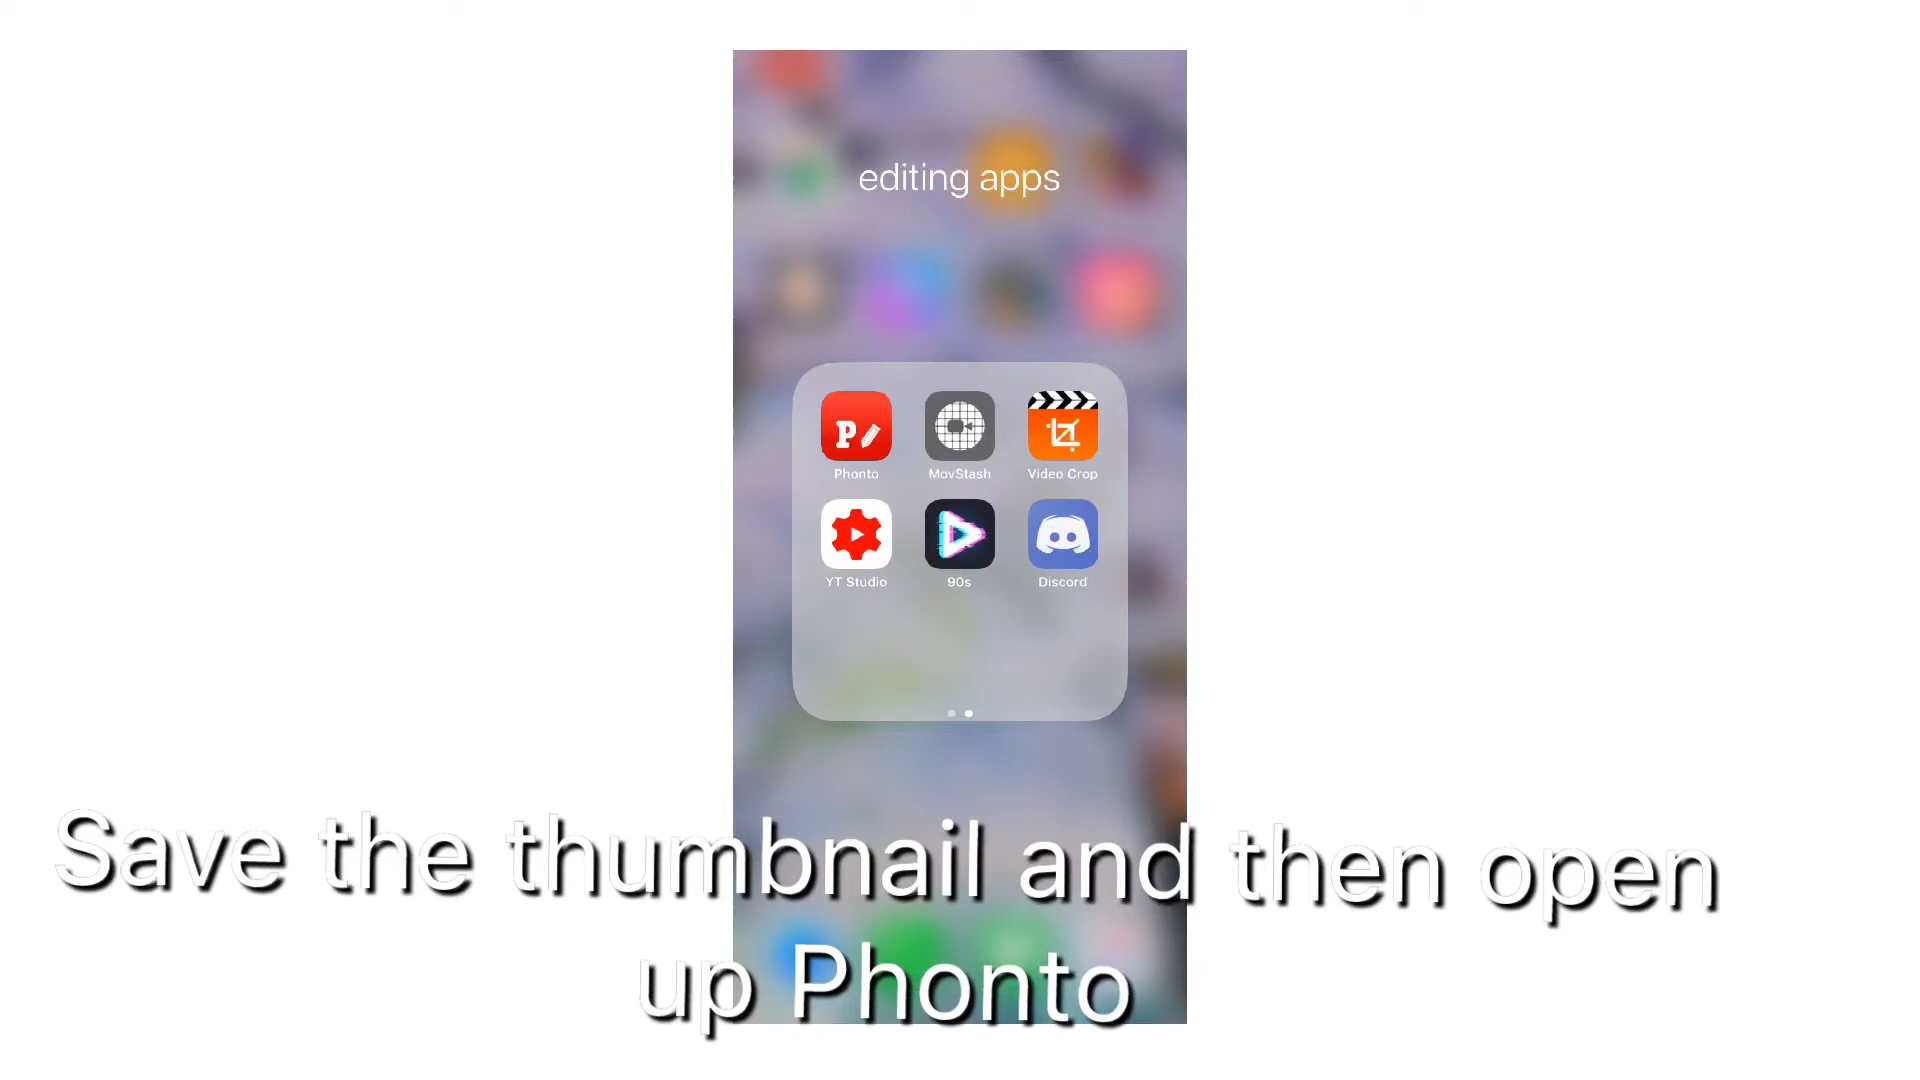 editing apps
Phonto MovStash Video Crop
YT Studio 90s Discord
Save the thumbnail and then open
up Phonto